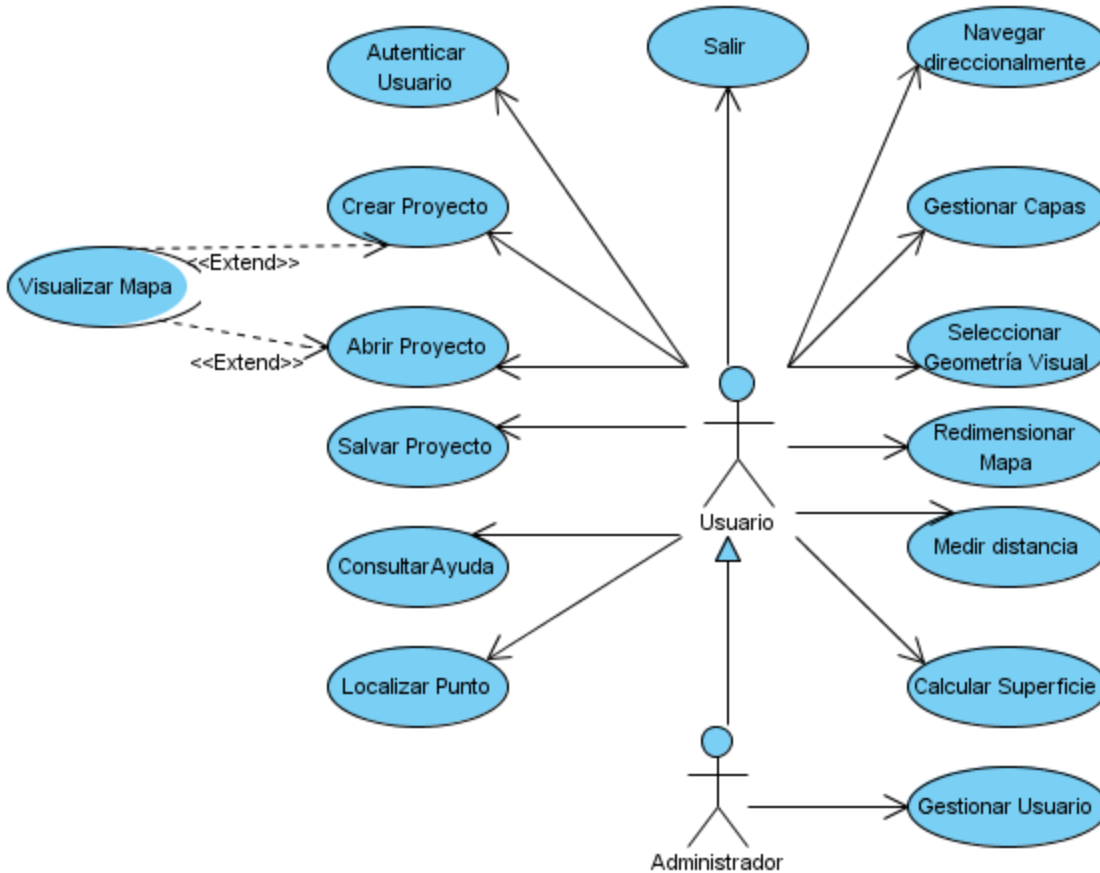 Autenticar
Usuario
Salir
Navegar
direccionalmente
Crear Proyecto
Gestionar Capas
<<Extend>>
Visualizar Mapa
Abrir Proyecto
<<Extend>>
Seleccionar
Geometría Visual
Salvar Proyecto
Redimensionar
Mapa
Usuario
ConsultarAyuda
Medir distancia
Localizar Punto
Calcular Superficie
Gestionar Usuario
Administrador